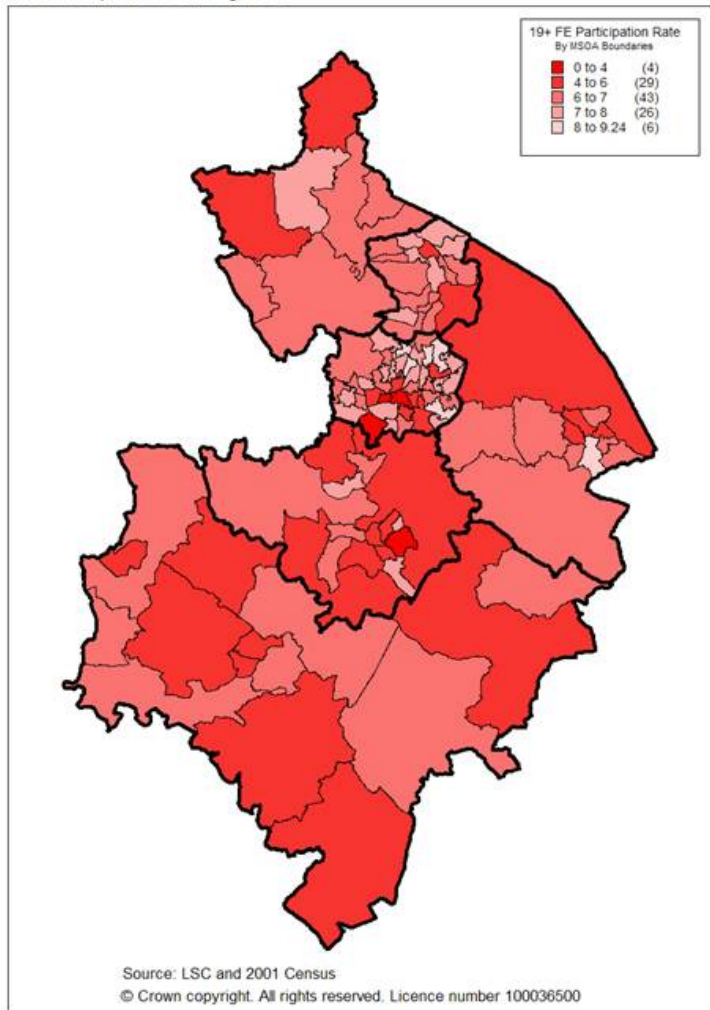 19+ FE Participation Rate
By MSOA Boundaries
0 to 4 (4)
4 to 6 (29)
6 to 7 (43)
7 to 8 (26)
8 to 9.24 (6)
Source: LSC and 2001 Census
© Crown copyright. All rights reserved. Licence number 100036500